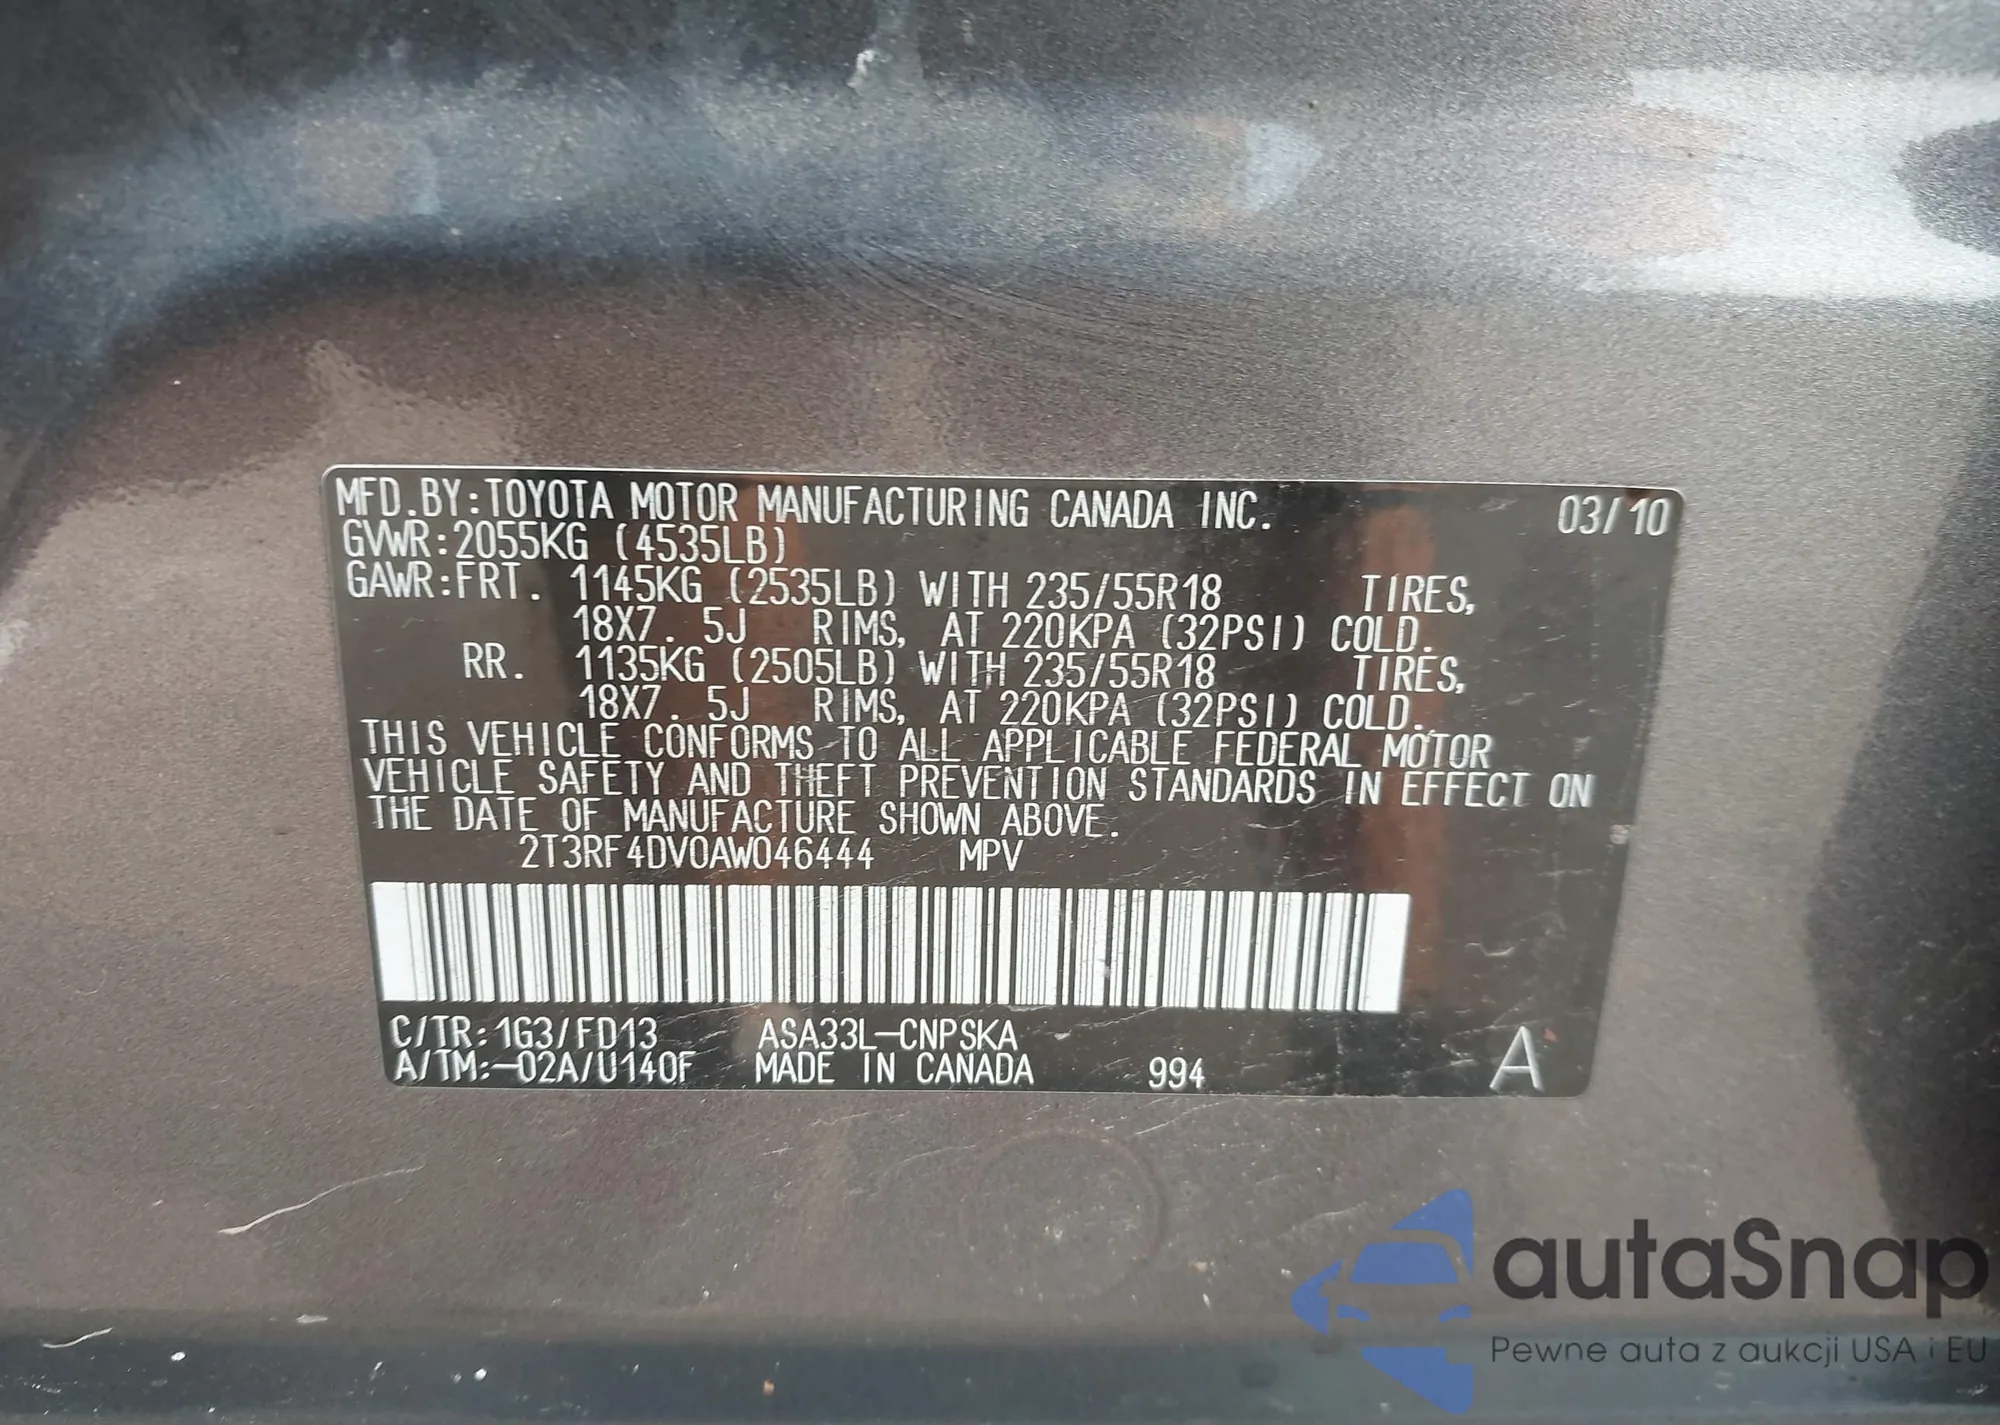 MFD.BY:TOYOTA MOTOR MANUFACTURING CANADA INC. 03/10
GVWR:2055KG (4535LB)
GAWR:FRT. 1145KG (2535LB) WITH 235/55R18 TIRES,
18X7.5J RIMS, AT 220KPA (32PSI) COLD.
RR. 1135KG (2505LB) WITH 235/55R18 TIRES,
18X7.5J RIMS, AT 220KPA (32PSI) COLD.
THIS VEHICLE CONFORMS TO ALL APPLICABLE FEDERAL MOTOR
VEHICLE SAFETY AND THEFT PREVENTION STANDARDS IN EFFECT ON
THE DATE OF MANUFACTURE SHOWN ABOVE.
2T3RF4DV0AW046444 MPV
C/TR:1G3/FD13 ASA33L-CNPSKA
A/TM:-02A/U140F MADE IN CANADA 994 A
autaSnap
Pewne auta z aukcji USA i EU